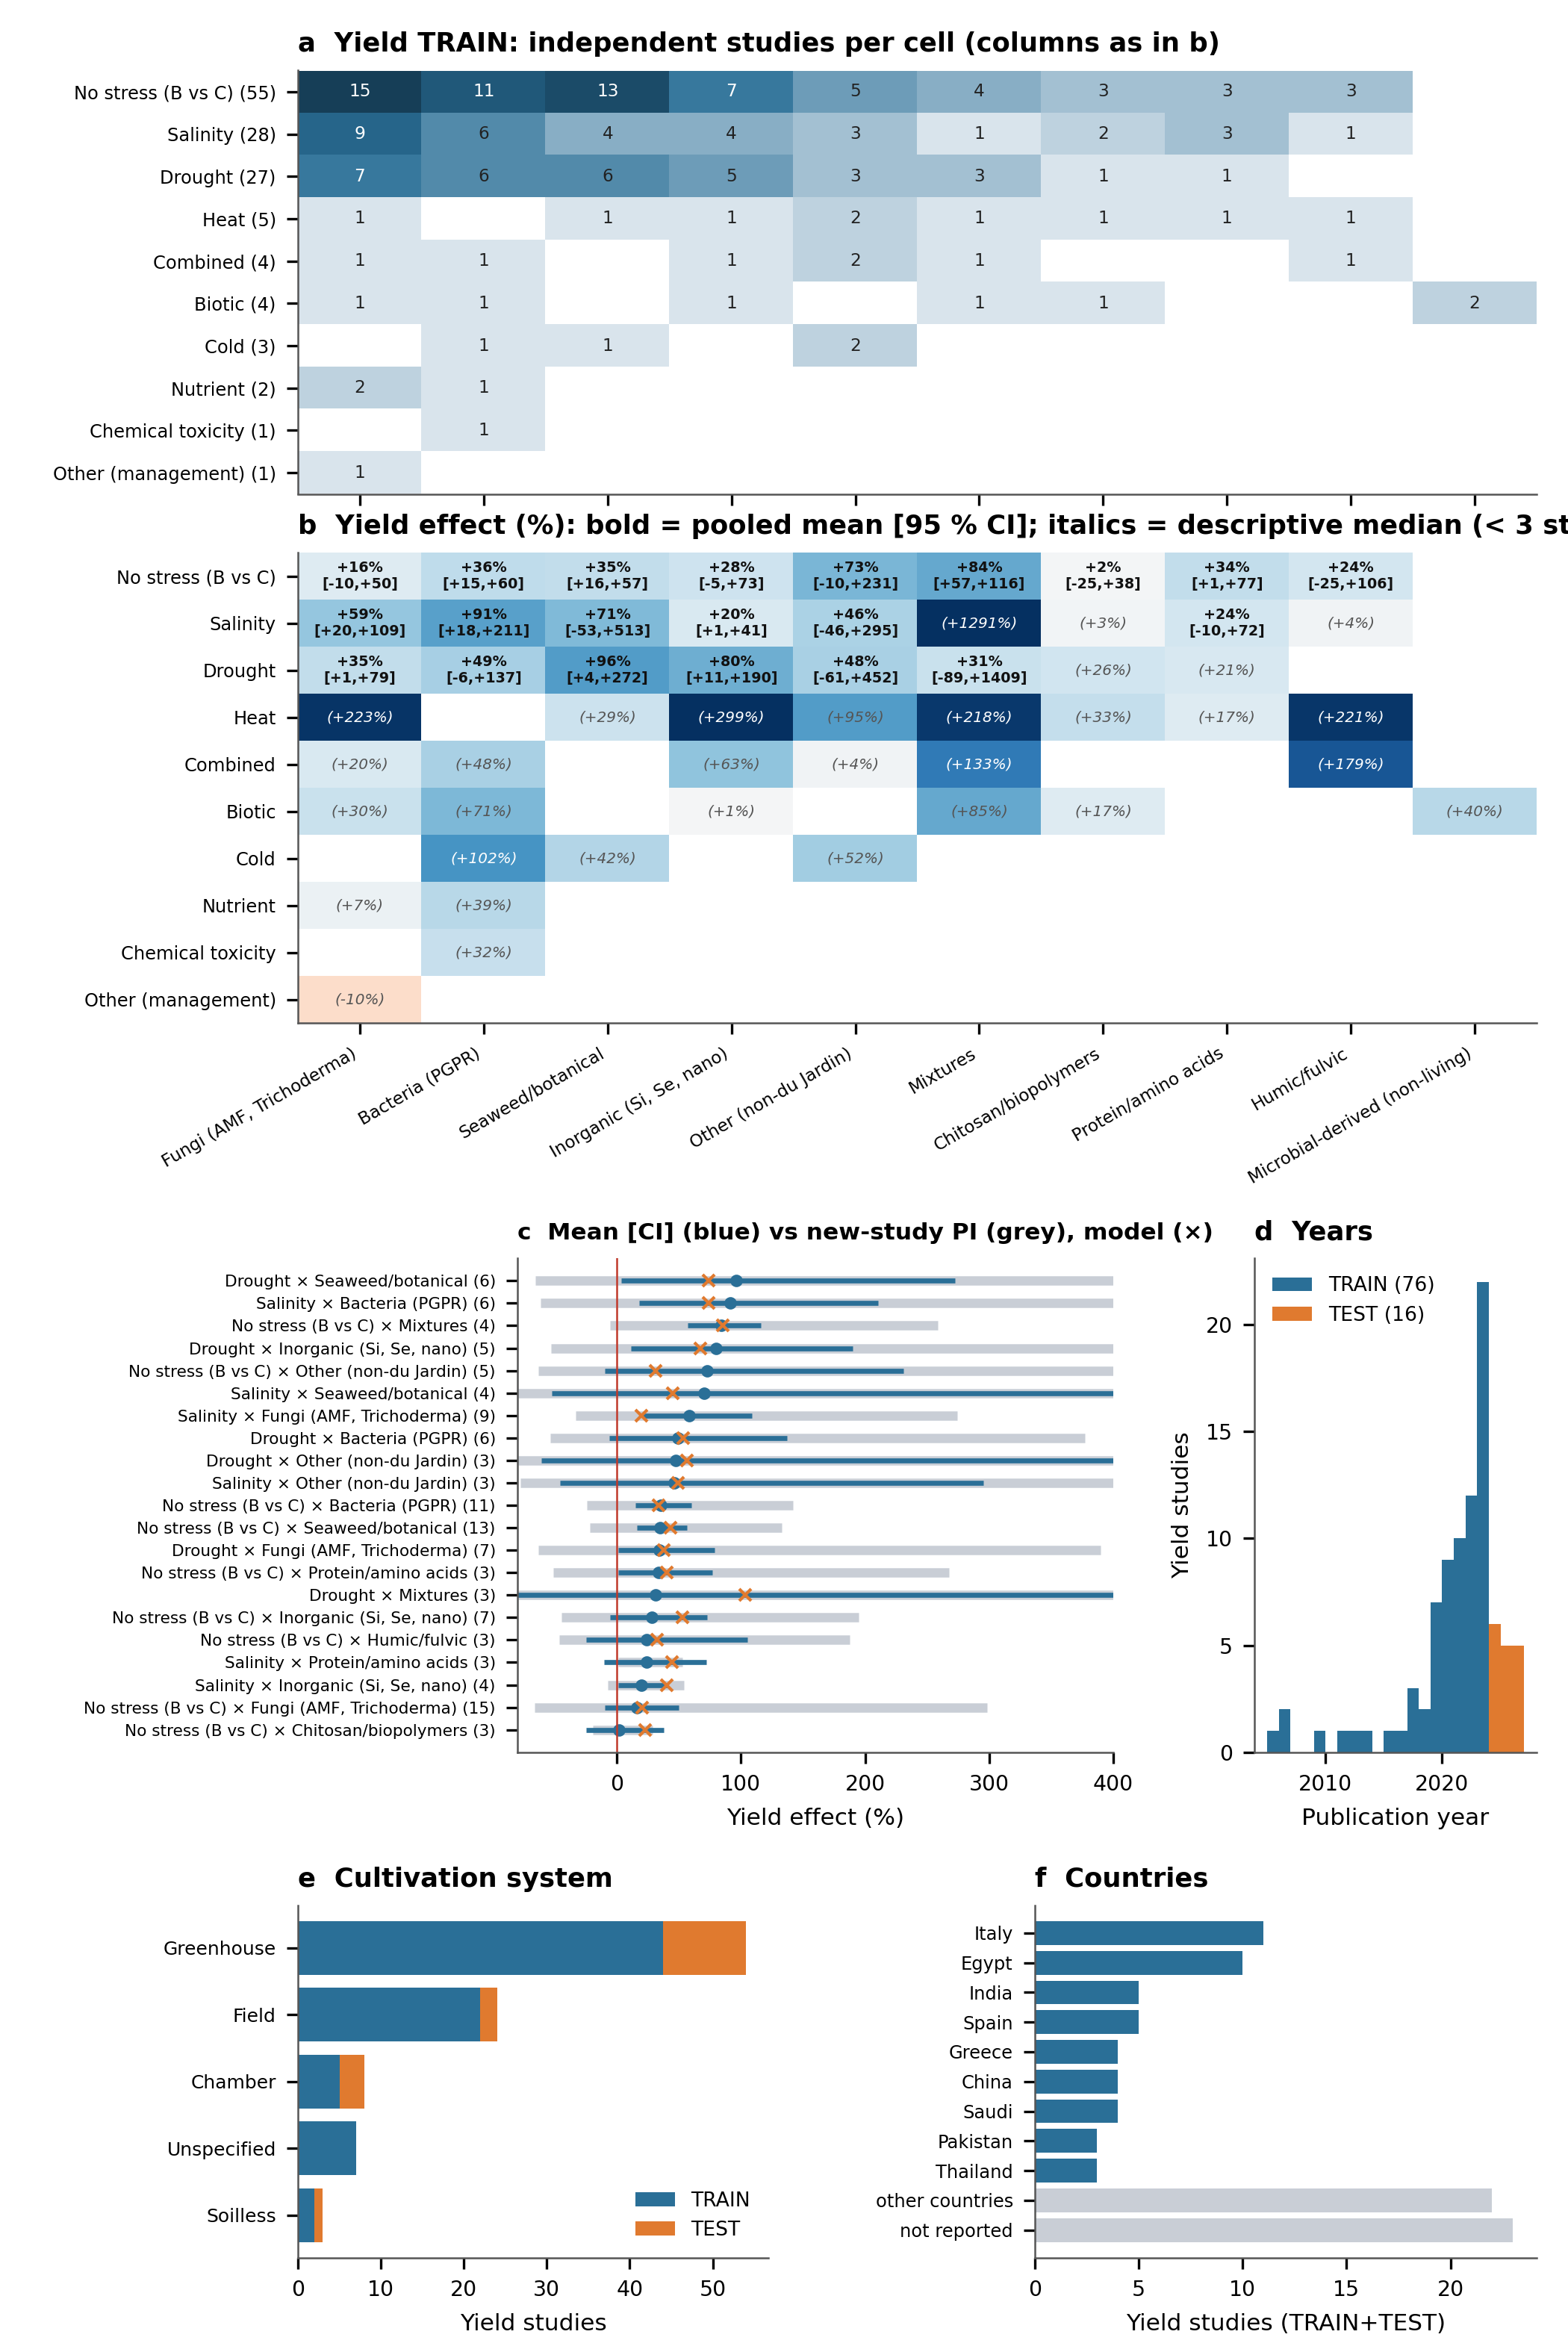 a  Yield TRAIN: independent studies per cell (columns as in b)
No stress (B vs C) (55) 15 11 13 7 5 4 3 3 3
Salinity (28) 9 6 4 4 3 1 2 3 1
Drought (27) 7 6 6 5 3 3 1 1
Heat (5) 1 1 1 2 1 1 1 1
Combined (4) 1 1 1 2 1 1
Biotic (4) 1 1 1 1 1 2
Cold (3) 1 1 2
Nutrient (2) 2 1
Chemical toxicity (1) 1
Other (management) (1) 1
b  Yield effect (%): bold = pooled mean [95 % CI]; italics = descriptive median (< 3 st
+16% +36% +35% +28% +73% +84% +2% +34% +24%
No stress (B vs C)
[-10,+50] [+15,+60] [+16,+57] [-5,+73] [-10,+231] [+57,+116] [-25,+38] [+1,+77] [-25,+106]
+59% +91% +71% +20% +46% +24%
Salinity (+1291%) (+3%) (+4%)
[+20,+109] [+18,+211] [-53,+513] [+1,+41] [-46,+295] [-10,+72]
+35% +49% +96% +80% +48% +31%
Drought (+26%) (+21%)
[+1,+79] [-6,+137] [+4,+272] [+11,+190] [-61,+452] [-89,+1409]
Heat (+223%) (+29%) (+299%) (+95%) (+218%) (+33%) (+17%) (+221%)
Combined (+20%) (+48%) (+63%) (+4%) (+133%) (+179%)
Biotic (+30%) (+71%) (+1%) (+85%) (+17%) (+40%)
Cold (+102%) (+42%) (+52%)
Nutrient (+7%) (+39%)
Chemical toxicity (+32%)
Other (management) (-10%)
Fungi (AMF, Trichoderma)
Bacteria (PGPR)
Seaweed/botanical
Inorganic (Si, Se, nano)
Other (non-du Jardin)
Mixtures
Chitosan/biopolymers
Protein/amino acids
Humic/fulvic
Microbial-derived (non-living)
c  Mean [CI] (blue) vs new-study PI (grey), model (×)
Drought × Seaweed/botanical (6)
Salinity × Bacteria (PGPR) (6)
No stress (B vs C) × Mixtures (4)
Drought × Inorganic (Si, Se, nano) (5)
No stress (B vs C) × Other (non-du Jardin) (5)
Salinity × Seaweed/botanical (4)
Salinity × Fungi (AMF, Trichoderma) (9)
Drought × Bacteria (PGPR) (6)
Drought × Other (non-du Jardin) (3)
Salinity × Other (non-du Jardin) (3)
No stress (B vs C) × Bacteria (PGPR) (11)
No stress (B vs C) × Seaweed/botanical (13)
Drought × Fungi (AMF, Trichoderma) (7)
No stress (B vs C) × Protein/amino acids (3)
Drought × Mixtures (3)
No stress (B vs C) × Inorganic (Si, Se, nano) (7)
No stress (B vs C) × Humic/fulvic (3)
Salinity × Protein/amino acids (3)
Salinity × Inorganic (Si, Se, nano) (4)
No stress (B vs C) × Fungi (AMF, Trichoderma) (15)
No stress (B vs C) × Chitosan/biopolymers (3)
0 100 200 300 400
Yield effect (%)
d  Years
TRAIN (76)
TEST (16)
20
15
10
5
0
Yield studies
2010 2020
Publication year
e  Cultivation system
Greenhouse
Field
Chamber
Unspecified
Soilless
TRAIN
TEST
0 10 20 30 40 50
Yield studies
f  Countries
Italy
Egypt
India
Spain
Greece
China
Saudi
Pakistan
Thailand
other countries
not reported
0 5 10 15 20
Yield studies (TRAIN+TEST)